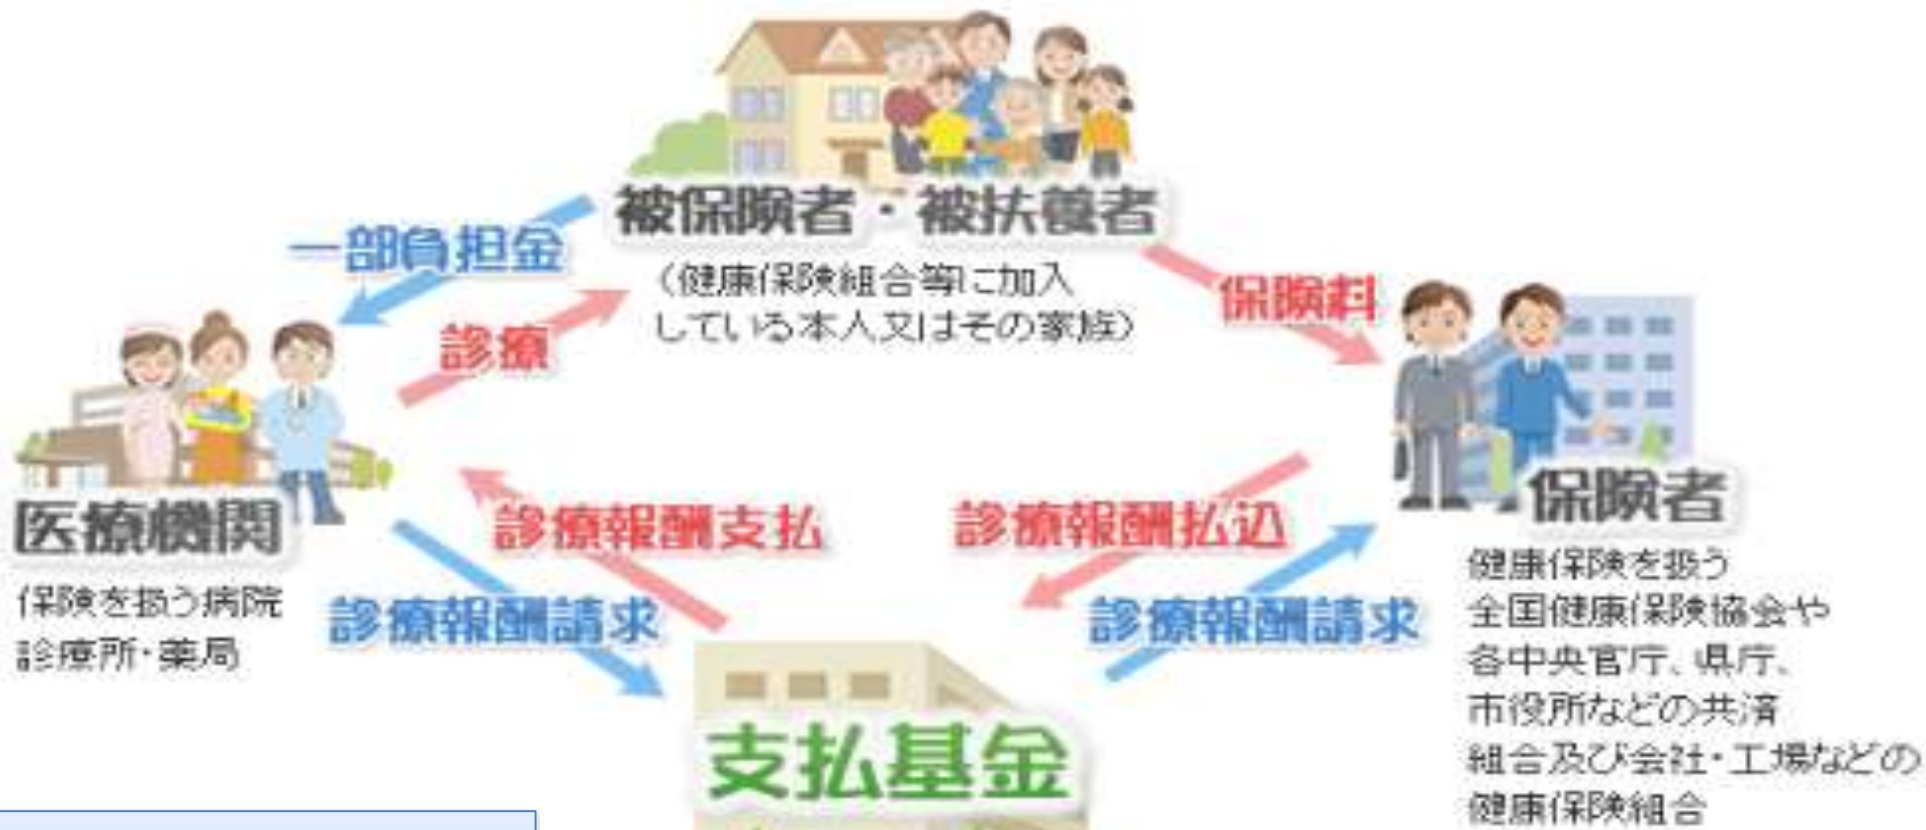 被保険者・被扶養者
（健康保険組合等に加入
している本人又はその家族）
一部負担金
診療
保険料
医療機関
保険を扱う病院
診療所・薬局
診療報酬支払
診療報酬請求
診療報酬払込
診療報酬請求
保険者
健康保険を扱う
全国健康保険協会や
各中央官庁、県庁、
市役所などの共済
組合及び会社・工場などの
健康保険組合
支払基金